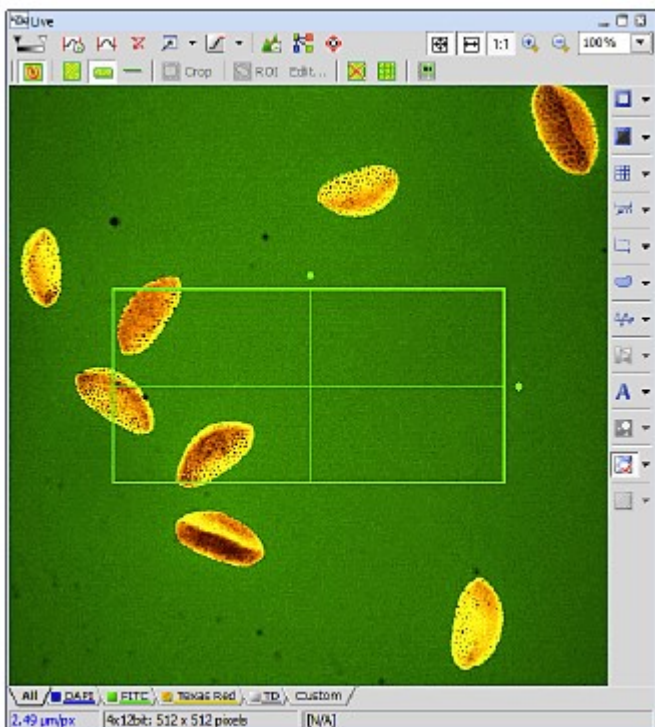 Live
1:1 100%
Crop ROI Edit...
A
All DAPI FITC Texas Red TD Custom
2.49 µm/px 4x12bit: 512 x 512 pixels [N/A]